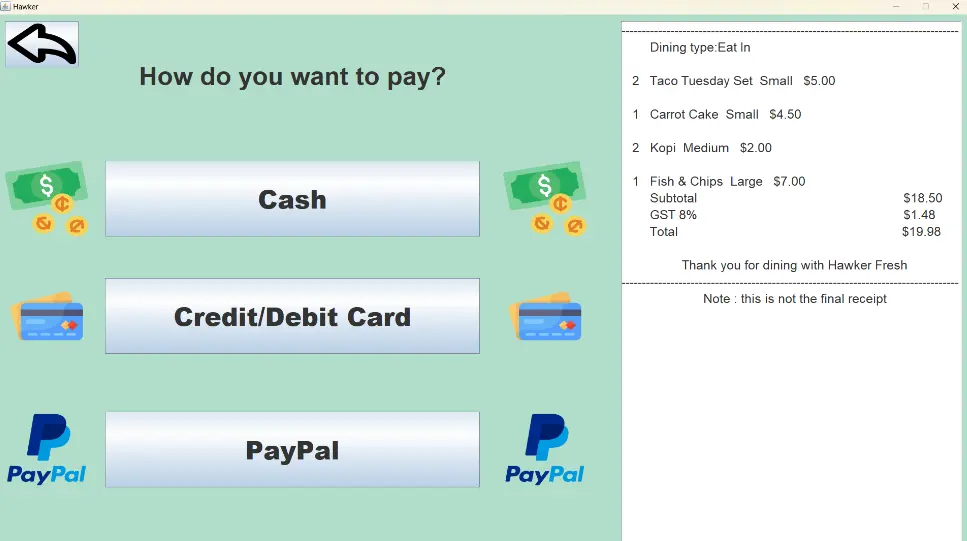 Hawker
How do you want to pay?
Cash
Credit/Debit Card
PayPal
PayPal
PayPal
Dining type:Eat In
2 Taco Tuesday Set Small $5.00
1 Carrot Cake Small $4.50
2 Kopi Medium $2.00
1 Fish & Chips Large $7.00
Subtotal $18.50
GST 8% $1.48
Total $19.98
Thank you for dining with Hawker Fresh
Note : this is not the final receipt